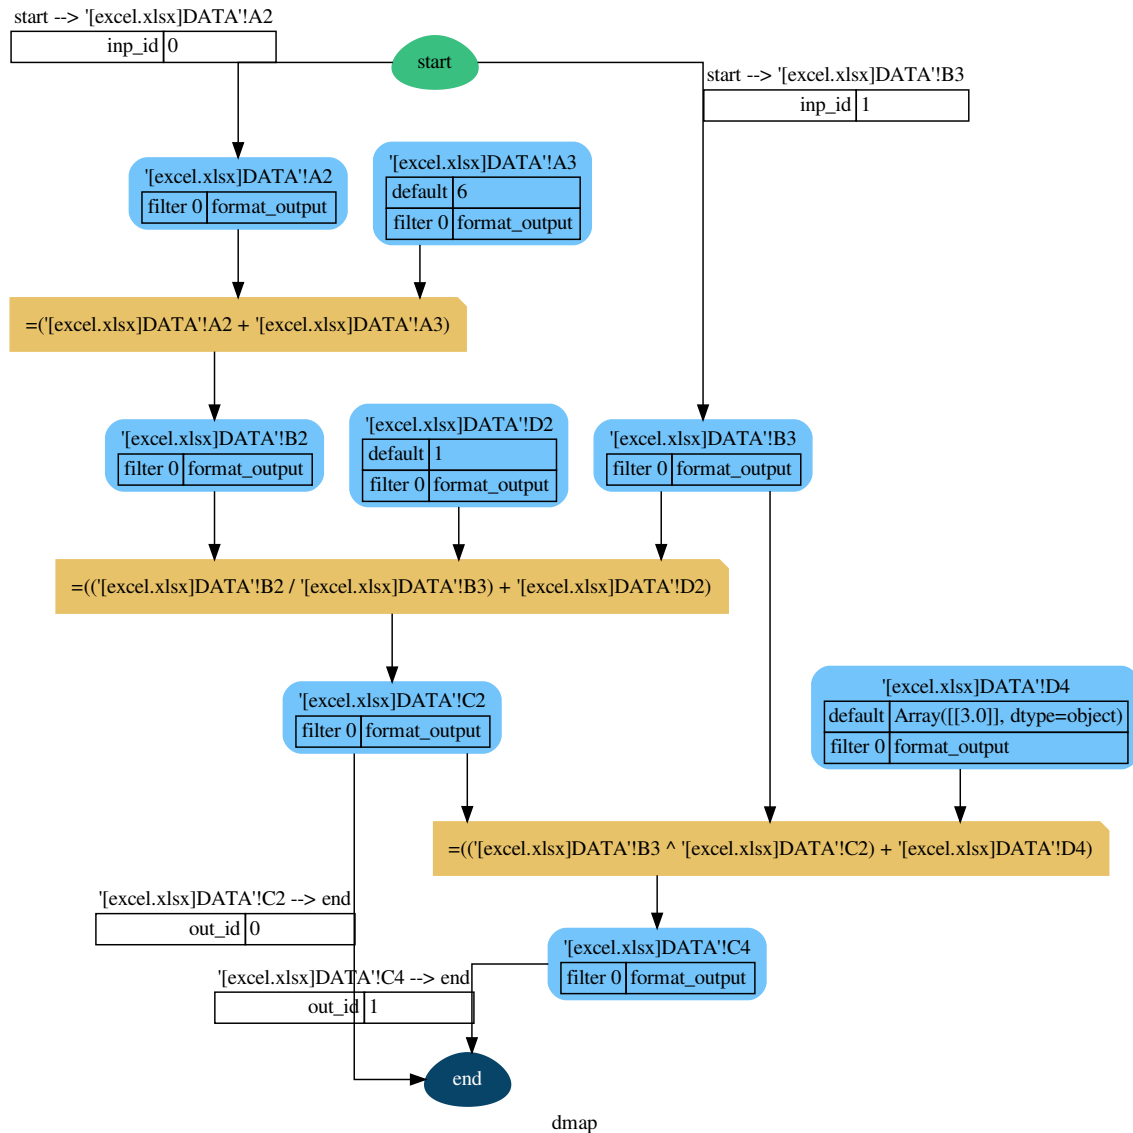 start --> '[excel.xlsx]DATA'!A2
inp_id 0
start
start --> '[excel.xlsx]DATA'!B3
inp_id 1
'[excel.xlsx]DATA'!A2
filter 0 format_output
'[excel.xlsx]DATA'!A3
default 6
filter 0 format_output
=('[excel.xlsx]DATA'!A2 + '[excel.xlsx]DATA'!A3)
'[excel.xlsx]DATA'!B2
filter 0 format_output
'[excel.xlsx]DATA'!D2
default 1
filter 0 format_output
'[excel.xlsx]DATA'!B3
filter 0 format_output
=(('[excel.xlsx]DATA'!B2 / '[excel.xlsx]DATA'!B3) + '[excel.xlsx]DATA'!D2)
'[excel.xlsx]DATA'!C2
filter 0 format_output
'[excel.xlsx]DATA'!D4
default Array([[3.0]], dtype=object)
filter 0 format_output
=(('[excel.xlsx]DATA'!B3 ^ '[excel.xlsx]DATA'!C2) + '[excel.xlsx]DATA'!D4)
'[excel.xlsx]DATA'!C2 --> end
out_id 0
'[excel.xlsx]DATA'!C4
filter 0 format_output
'[excel.xlsx]DATA'!C4 --> end
out_id 1
end
dmap